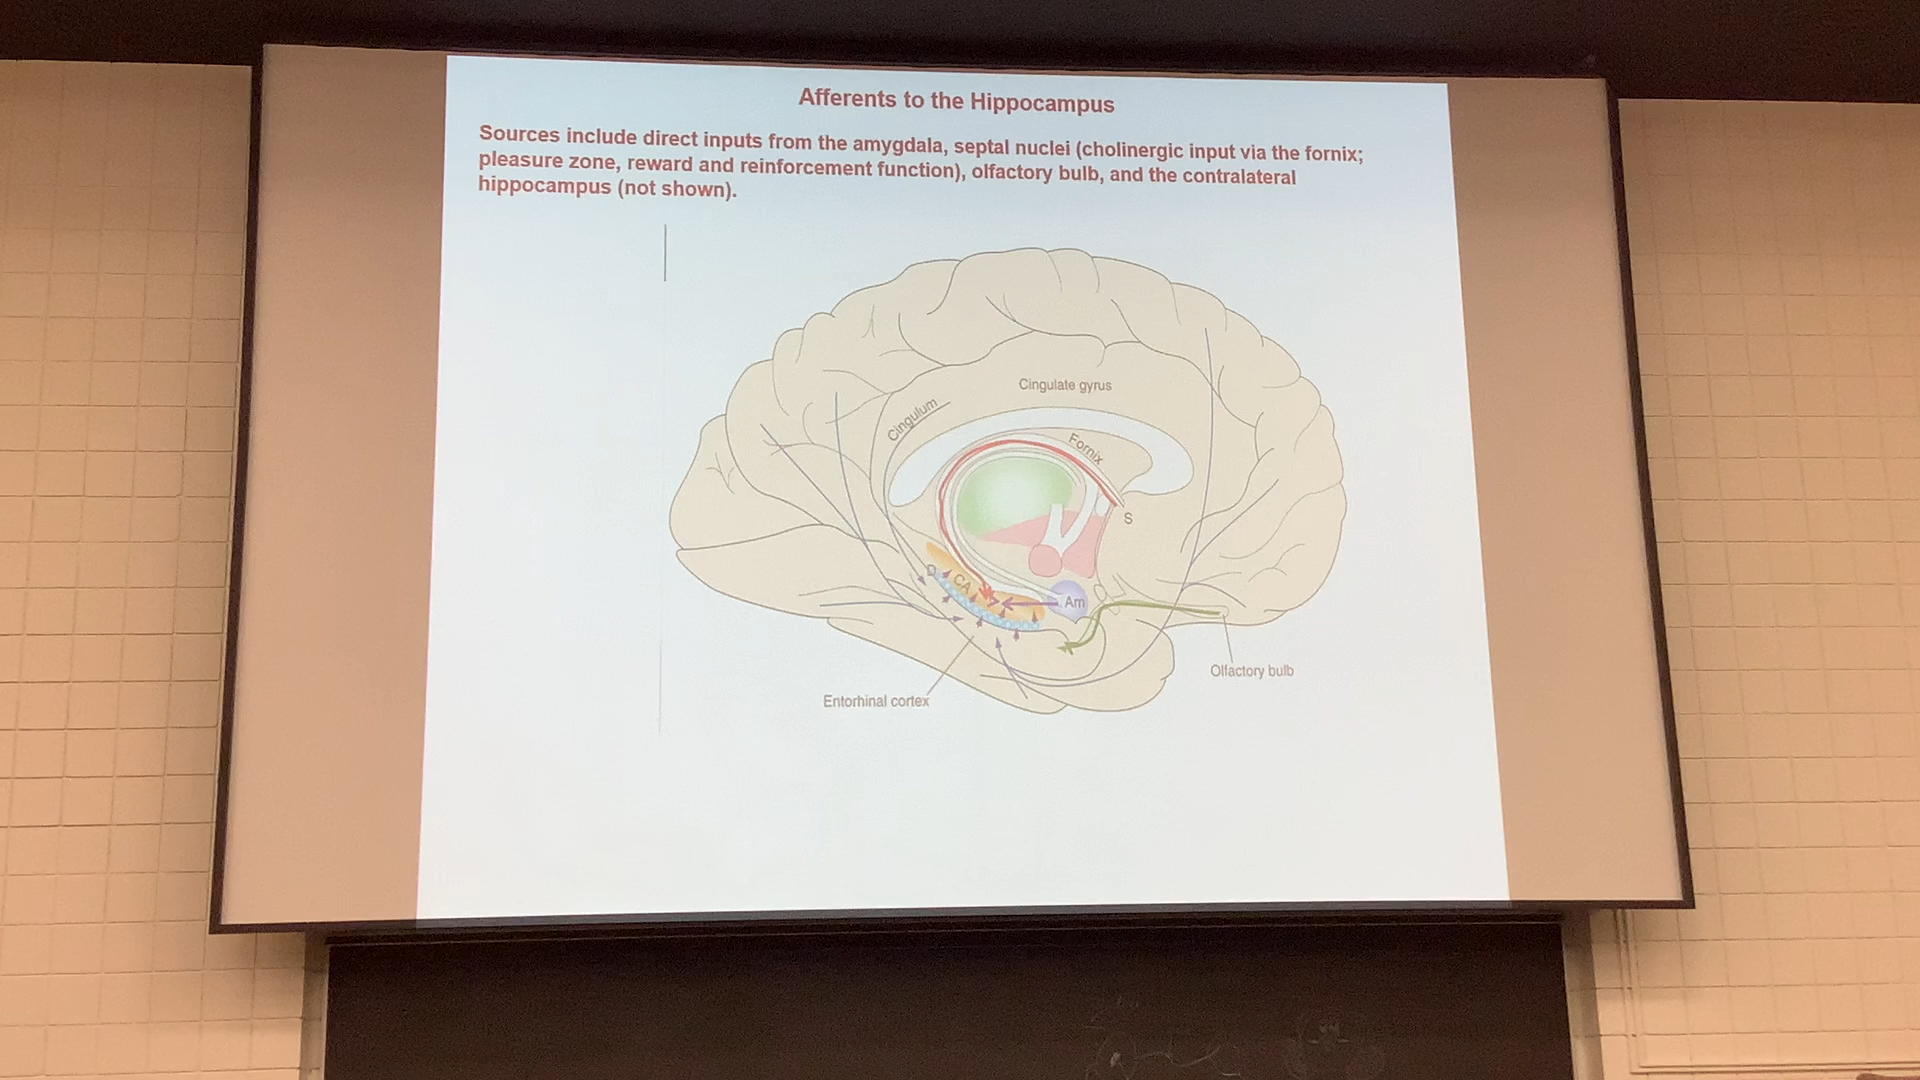 Afferents to the Hippocampus
Sources include direct inputs from the amygdala, septal nuclei (cholinergic input via the fornix;
pleasure zone, reward and reinforcement function), olfactory bulb, and the contralateral
hippocampus (not shown).
Cingulate gyrus
Cingulum
Fornix
S
D
CA
Am
Olfactory bulb
Entorhinal cortex